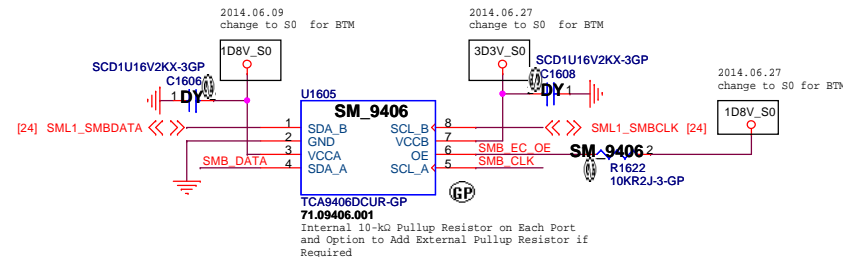 2014.06.09
change to S0 for BTM
1D8V_S0
SCD1U16V2KX-3GP
C1606
1 DY
2014.06.27
change to S0 for BTM
3D3V_S0
SCD1U16V2KX-3GP
C1608
DY 1
2014.06.27
change to S0 for BTM
1D8V_S0
U1605
SM_9406
[24] SML1_SMBDATA
1 SDA_B SCL_B 8
SML1_SMBCLK [24]
2 GND VCCB 7
3 VCCA OE 6
SMB_EC_OE
SM_9406 2
SMB_DATA
4 SDA_A SCL_A 5
SMB_CLK
R1622
10KR2J-3-GP
GP
TCA9406DCUR-GP
71.09406.001
Internal 10-kΩ Pullup Resistor on Each Port
and Option to Add External Pullup Resistor if
Required